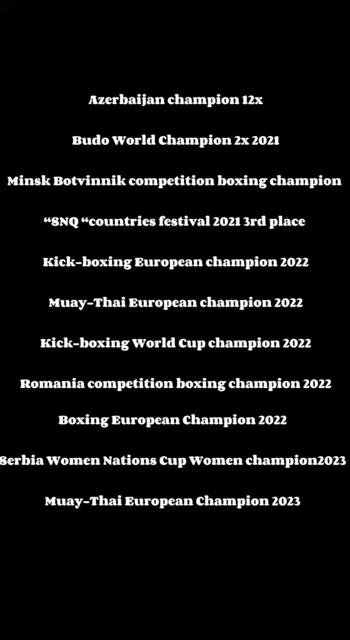 Azerbaijan champion 12x
Budo World Champion 2x 2021
Minsk Botvinnik competition boxing champion
“8NQ “countries festival 2021 3rd place
Kick-boxing European champion 2022
Muay-Thai European champion 2022
Kick-boxing World Cup champion 2022
Romania competition boxing champion 2022
Boxing European Champion 2022
Serbia Women Nations Cup Women champion2023
Muay-Thai European Champion 2023